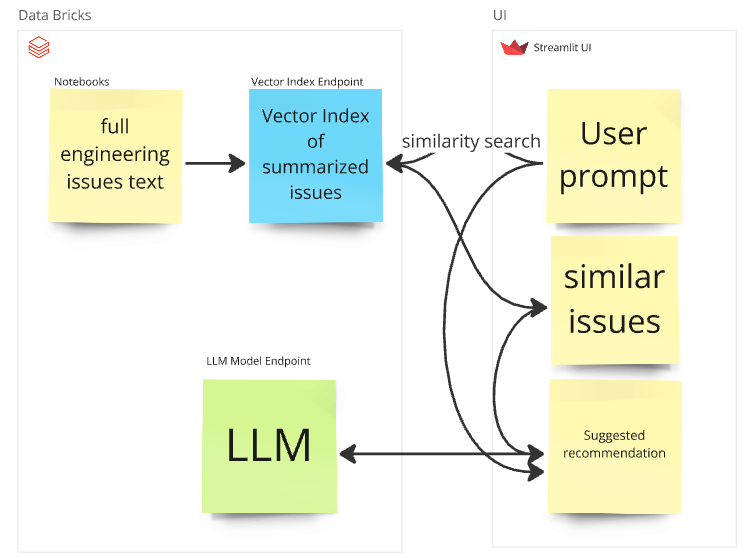 Data Bricks
UI
Streamlit UI
Notebooks
Vector Index Endpoint
full
engineering
issues text
Vector Index
of
summarized
issues
similarity search
User
prompt
similar
issues
LLM Model Endpoint
LLM
Suggested
recommendation